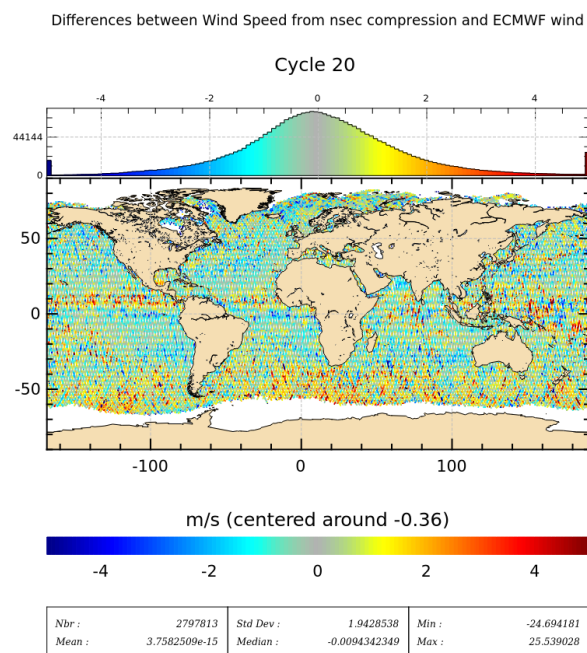 Differences between Wind Speed from nsec compression and ECMWF wind
Cycle 20
-4 -2 0 2 4
44144
0
50
0
-50
-100 0 100
m/s (centered around -0.36)
-4 -2 0 2 4
Nbr : 2797813 Std Dev : 1.9428538 Min : -24.694181
Mean : 3.7582509e-15 Median : -0.0094342349 Max : 25.539028